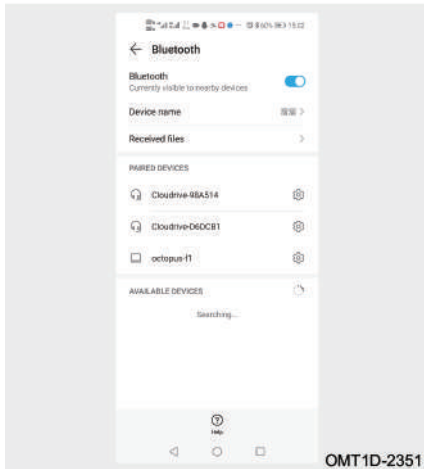 Bluetooth
Bluetooth
Currently visible to nearby devices
Device name
Received files
PAIRED DEVICES
Cloudrive-98A514
Cloudrive-D6DCB1
octopus-f1
AVAILABLE DEVICES
Searching...
Help
OMT1D-2351